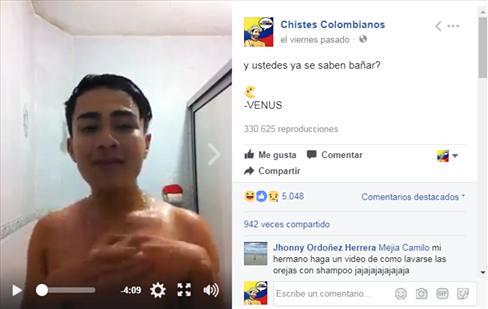 Chistes Colombianos
el viernes pasado ·
y ustedes ya se saben bañar?
-VENUS
330.625 reproducciones
Me gusta Comentar
Compartir
5.048 Comentarios destacados
942 veces compartido
Jhonny Ordoñez Herrera Mejia Camilo mi
hermano haga un video de como lavarse las
orejas con shampoo jajajajajajajaja
-4:09
Escribe un comentario...
GIF